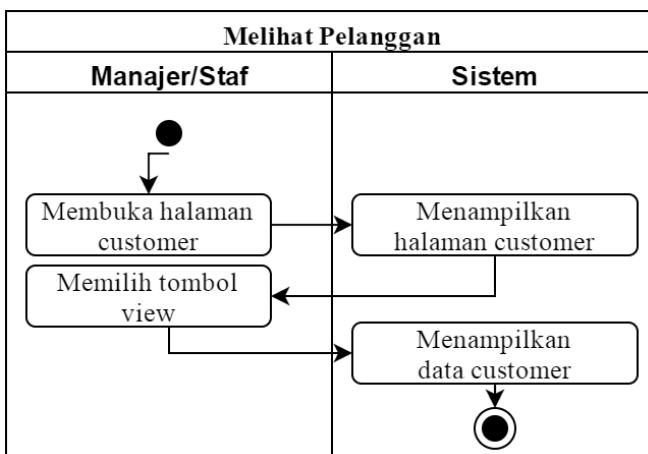 Melihat Pelanggan
Manajer/Staf
Sistem
Membuka halaman
customer
Menampilkan
halaman customer
Memilih tombol
view
Menampilkan
data customer